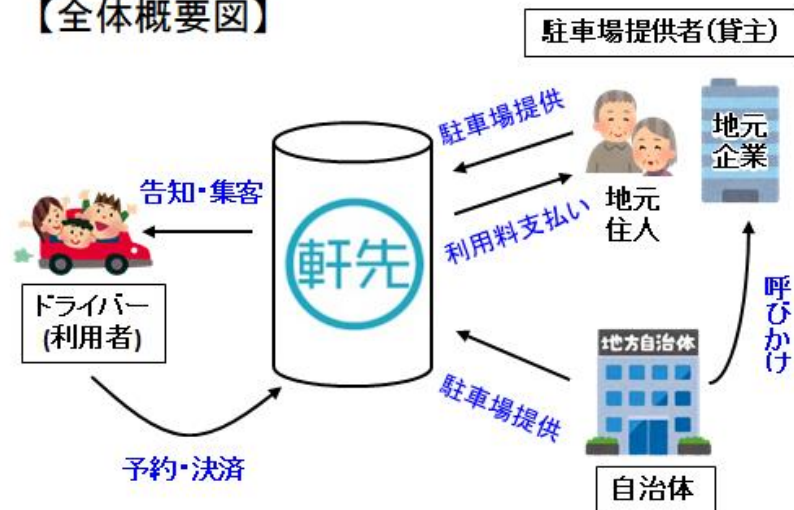 【全体概要図】
駐車場提供者(貸主)
駐車場提供
地元
企業
告知・集客
地元
住人
利用料支払い
軒先
ドライバー
(利用者)
呼びかけ
地方自治体
駐車場提供
予約・決済
自治体